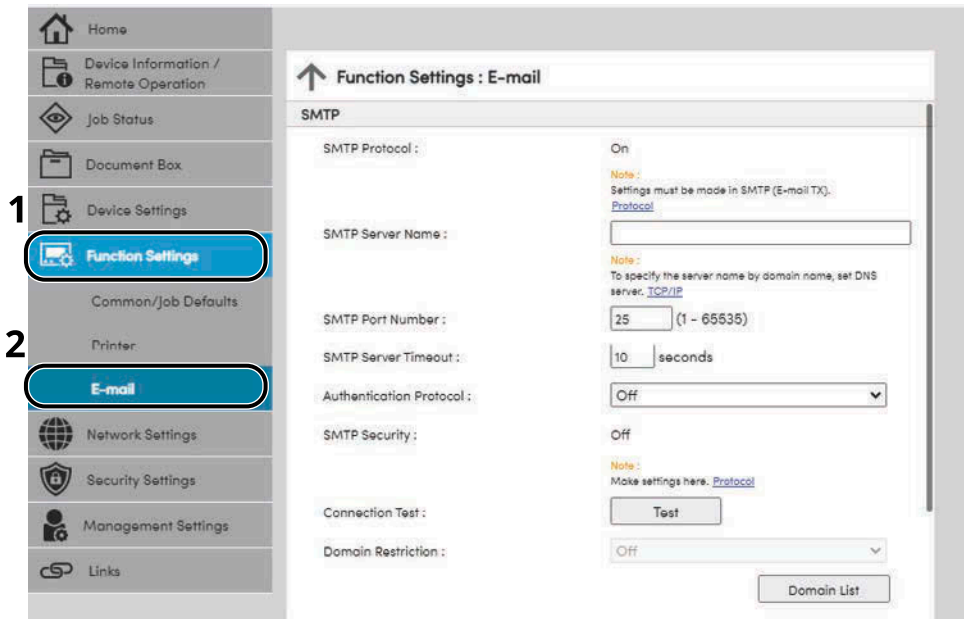 Home
Device Information /
Remote Operation
Job Status
Document Box
1
Device Settings
Function Settings
Common/Job Defaults
2
Printer
E-mail
Network Settings
Security Settings
Management Settings
Links
Function Settings : E-mail
SMTP
SMTP Protocol :
On
Note :
Settings must be made in SMTP (E-mail TX).
Protocol
SMTP Server Name :
Note :
To specify the server name by domain name, set DNS
server. TCP/IP
SMTP Port Number :
25 (1 - 65535)
SMTP Server Timeout :
10 seconds
Authentication Protocol :
Off
SMTP Security :
Off
Note :
Make settings here. Protocol
Connection Test :
Test
Domain Restriction :
Off
Domain List